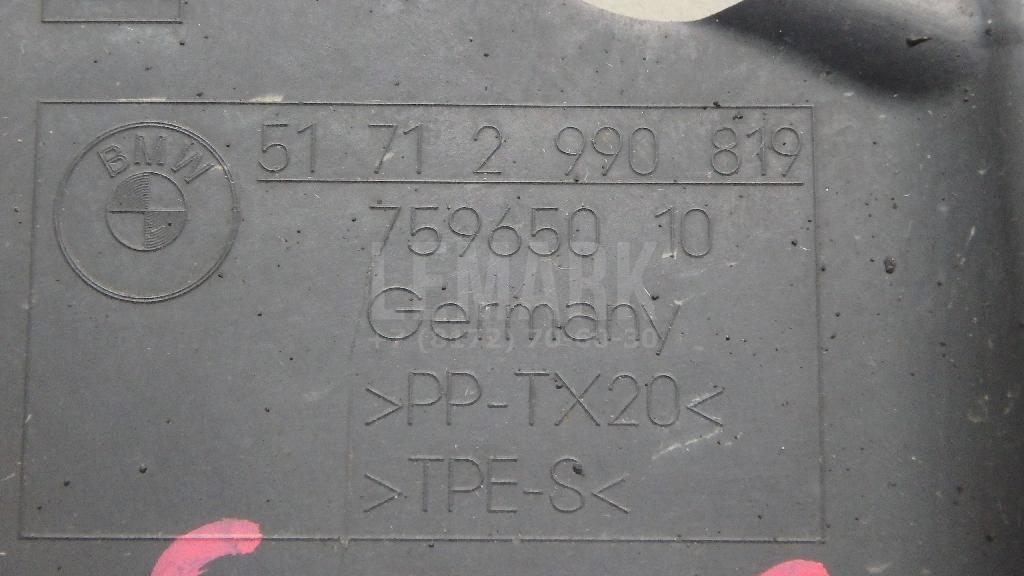 BMW
51 71 2 990 819
759650 10
LEMARK
Germany
>PP-TX20<
>TPE-S<